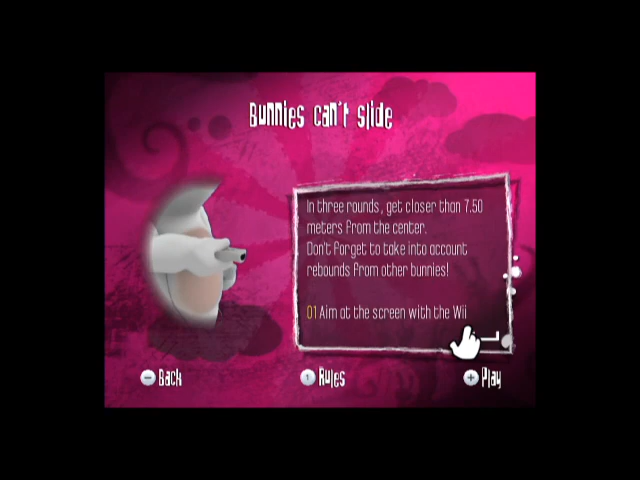 Bunnies can't slide
In three rounds, get closer than 7.50
meters from the center.
Don't forget to take into account
rebounds from other bunnies!
01 Aim at the screen with the Wii
- Back
1 Rules
+ Play